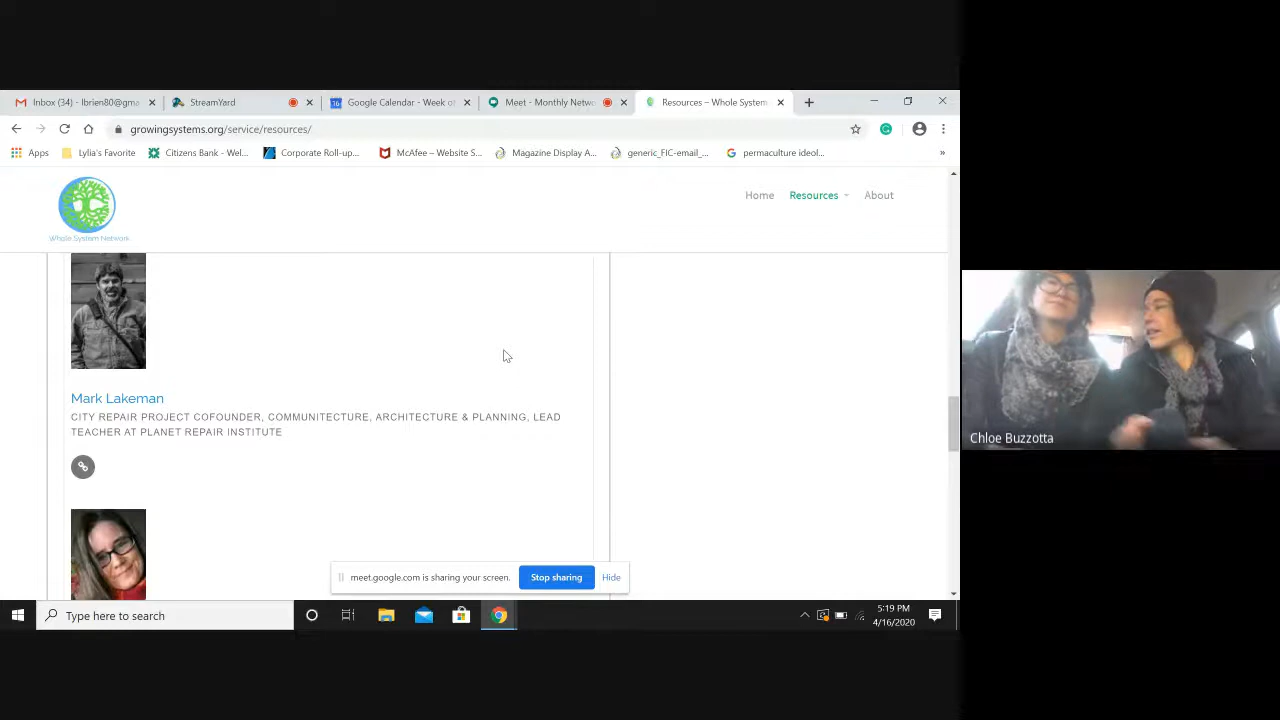 Inbox (34) - lbrien80@gma
StreamYard
Google Calendar - Week of
Meet - Monthly Netw
Resources – Whole System
growingsystems.org/service/resources/
Apps
Lylia's Favorite
Citizens Bank - Wel...
Corporate Roll-up...
McAfee – Website S...
Magazine Display A...
generic_FIC-email_...
permaculture ideol...
»
Whole System Network
Home
Resources
About
Mark Lakeman
CITY REPAIR PROJECT COFOUNDER, COMMUNITECTURE, ARCHITECTURE & PLANNING, LEAD
TEACHER AT PLANET REPAIR INSTITUTE
Chloe Buzzotta
meet.google.com is sharing your screen.
Stop sharing
Hide
Type here to search
5:19 PM
4/16/2020